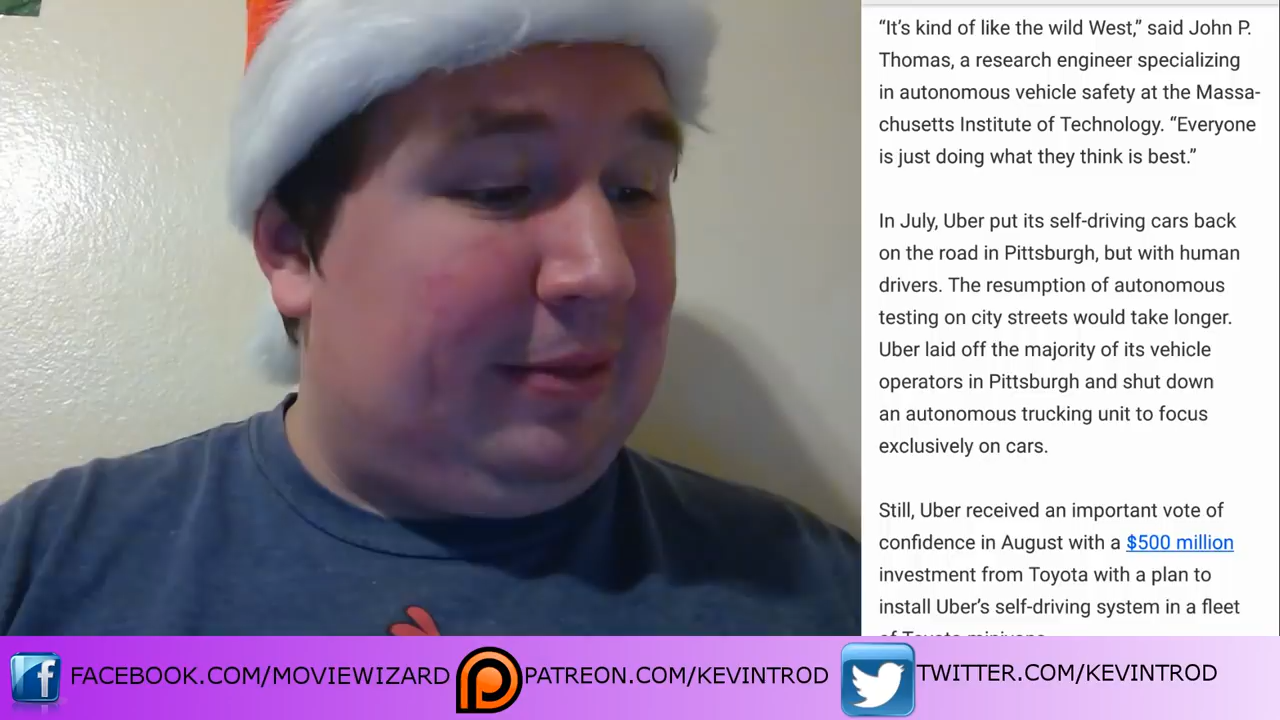 “It’s kind of like the wild West,” said John P.
Thomas, a research engineer specializing
in autonomous vehicle safety at the Massa-
chusetts Institute of Technology. “Everyone
is just doing what they think is best.”
In July, Uber put its self-driving cars back
on the road in Pittsburgh, but with human
drivers. The resumption of autonomous
testing on city streets would take longer.
Uber laid off the majority of its vehicle
operators in Pittsburgh and shut down
an autonomous trucking unit to focus
exclusively on cars.
Still, Uber received an important vote of
confidence in August with a $500 million
investment from Toyota with a plan to
install Uber’s self-driving system in a fleet
of Toyota minivans.
FACEBOOK.COM/MOVIEWIZARD PATREON.COM/KEVINTROD TWITTER.COM/KEVINTROD